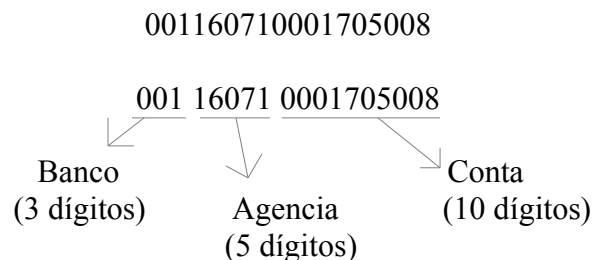 001160710001705008
001 16071 0001705008
Banco
(3 dígitos)
Agencia
(5 dígitos)
Conta
(10 dígitos)